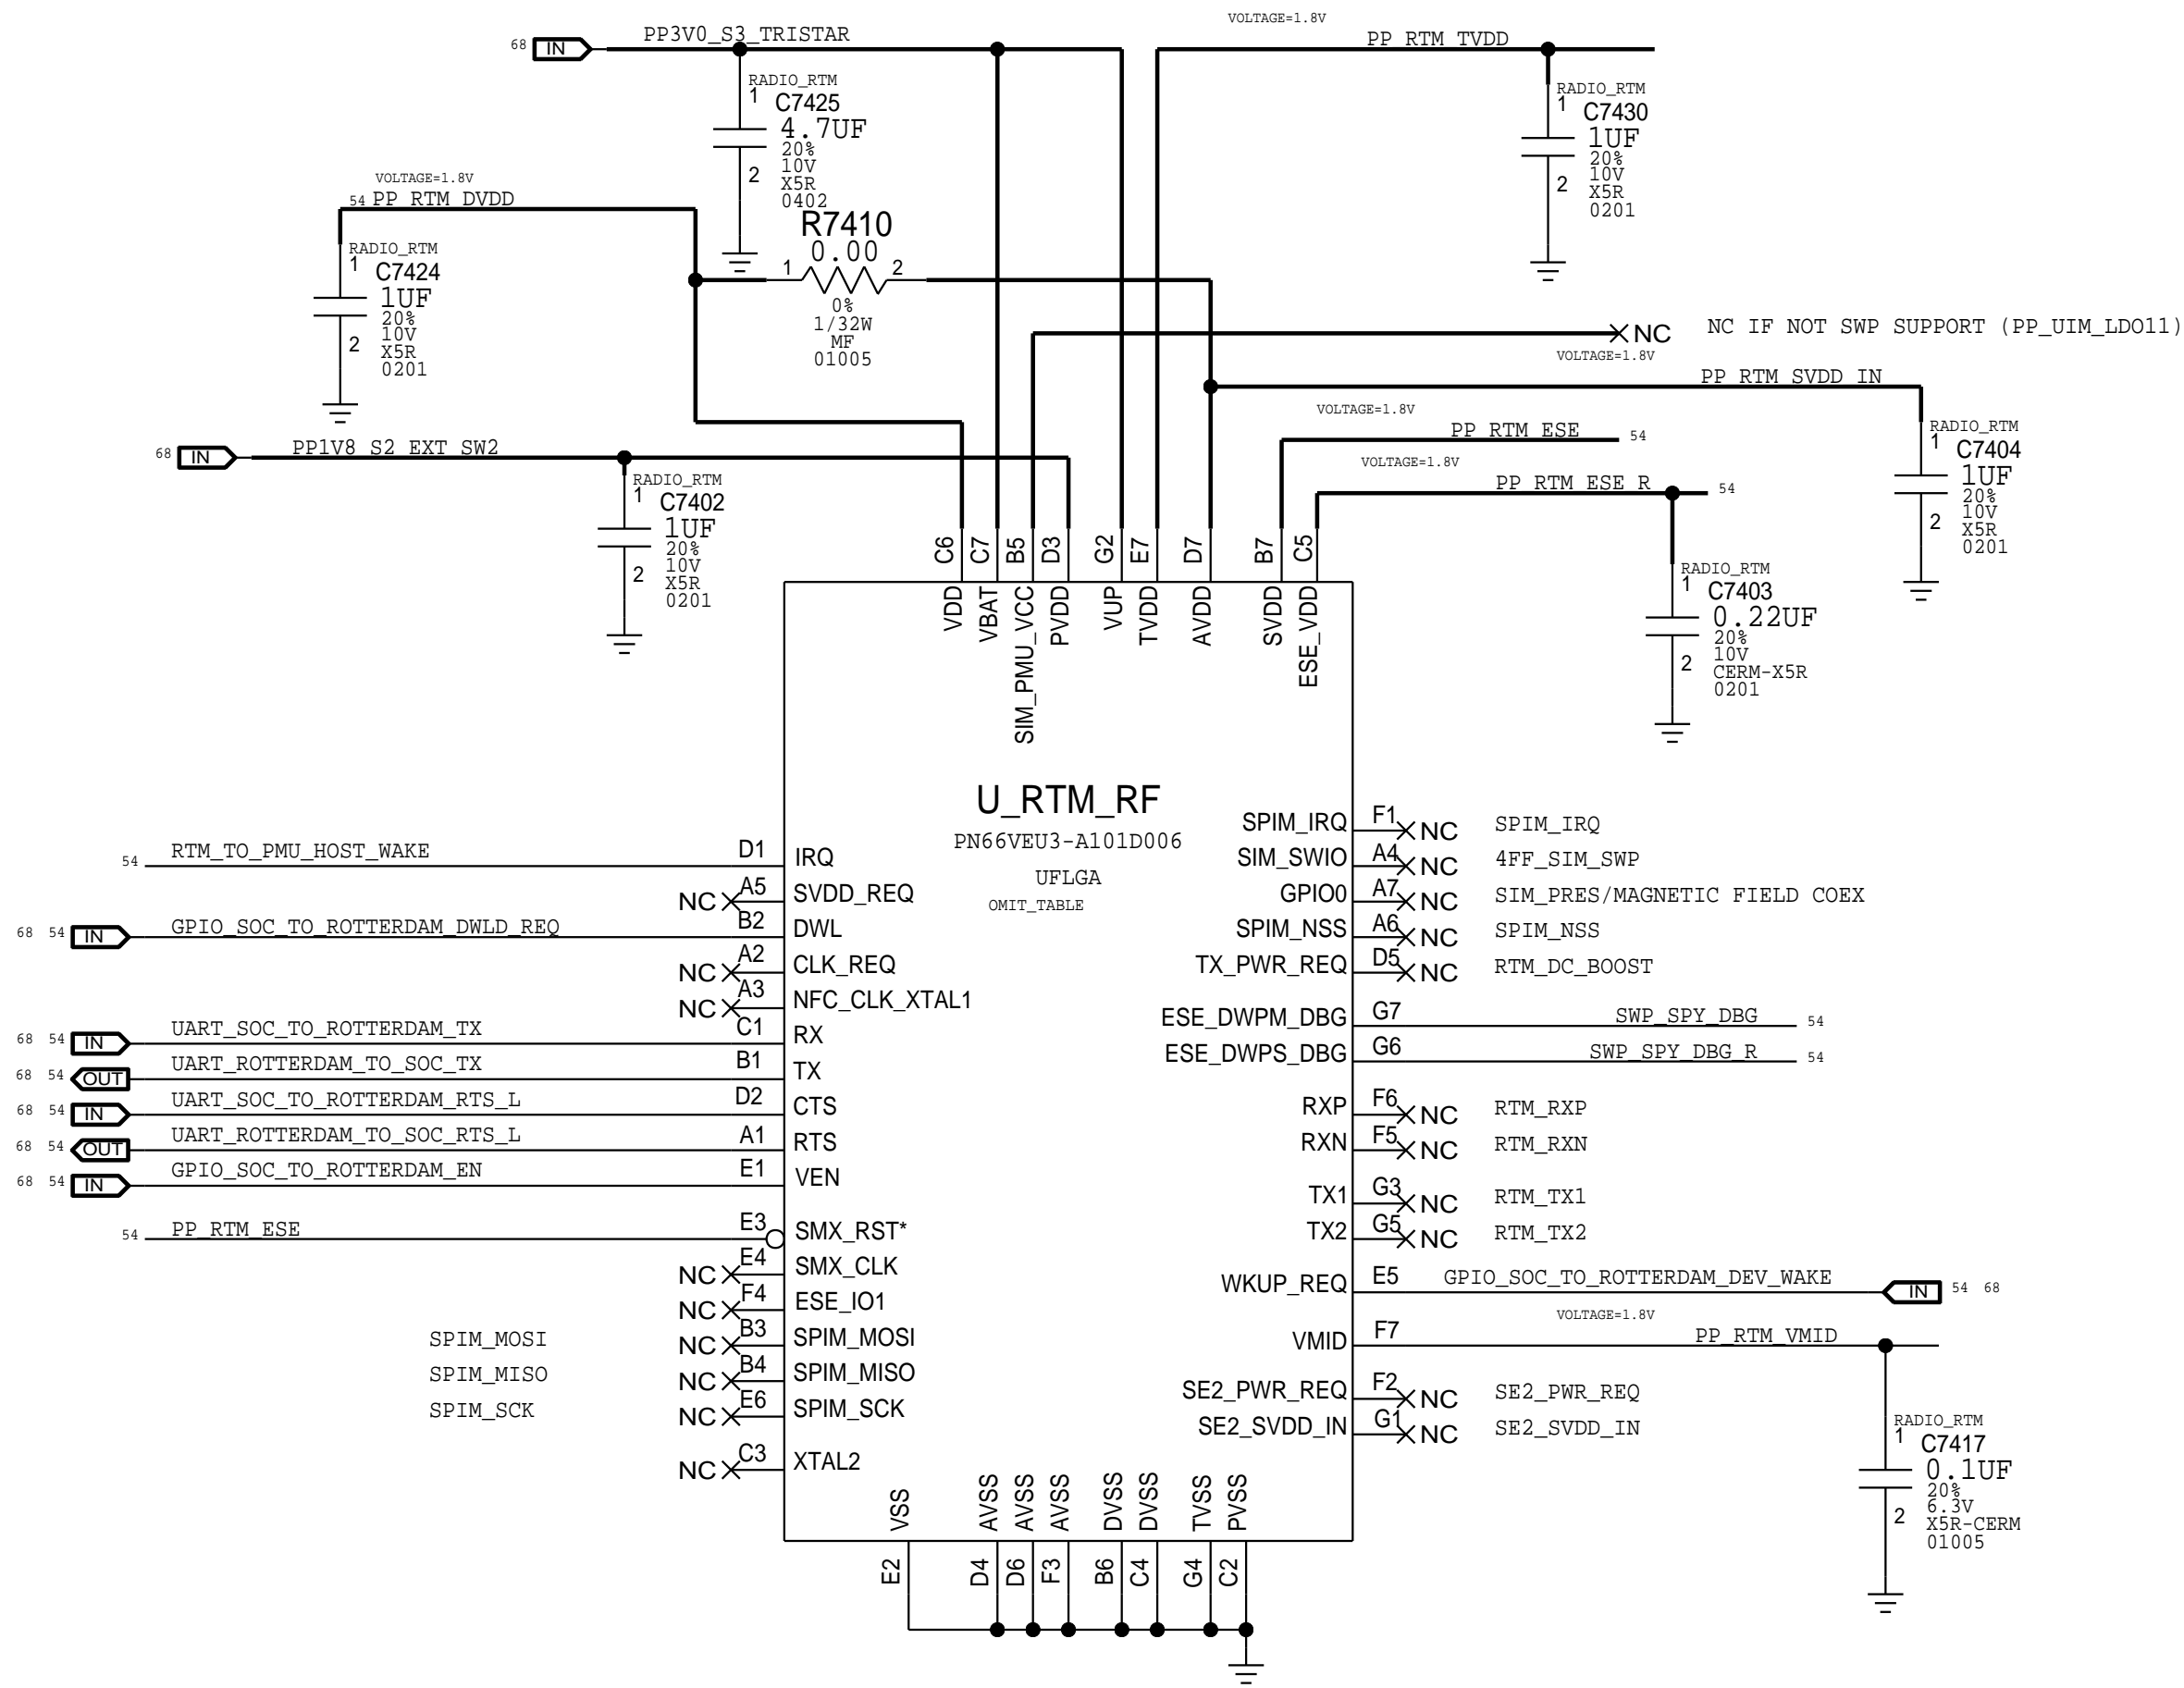 VOLTAGE=1.8V
68 IN PP3V0_S3_TRISTAR
PP_RTM_TVDD
RADIO_RTM
1
C7425
4.7UF
20%
10V
2
X5R
0402
RADIO_RTM
1
C7430
1UF
20%
10V
2
X5R
0201
VOLTAGE=1.8V
54 PP_RTM_DVDD
RADIO_RTM
1
C7424
1UF
20%
10V
2
X5R
0201
R7410
0.00
1 2
0%
1/32W
MF
01005
NC NC IF NOT SWP SUPPORT (PP_UIM_LDO11)
VOLTAGE=1.8V
PP_RTM_SVDD_IN
VOLTAGE=1.8V
PP_RTM_ESE 54
VOLTAGE=1.8V
PP_RTM_ESE_R 54
RADIO_RTM
1
C7404
1UF
20%
10V
2
X5R
0201
68 IN PP1V8_S2_EXT_SW2
RADIO_RTM
1
C7402
1UF
20%
10V
2
X5R
0201
RADIO_RTM
1
C7403
0.22UF
20%
10V
2
CERM-X5R
0201
C6 C7 B5 D3 G2 E7 D7 B7 C5
VDD VBAT SIM_PMU_VCC PVDD VUP TVDD AVDD SVDD ESE_VDD
U_RTM_RF
PN66VEU3-A101D006
UFLGA
OMIT_TABLE
54 RTM_TO_PMU_HOST_WAKE D1 IRQ
NC A5 SVDD_REQ
68 54 IN GPIO_SOC_TO_ROTTERDAM_DWLD_REQ B2 DWL
NC A2 CLK_REQ
NC A3 NFC_CLK_XTAL1
68 54 IN UART_SOC_TO_ROTTERDAM_TX C1 RX
68 54 OUT UART_ROTTERDAM_TO_SOC_TX B1 TX
68 54 IN UART_SOC_TO_ROTTERDAM_RTS_L D2 CTS
68 54 OUT UART_ROTTERDAM_TO_SOC_RTS_L A1 RTS
68 54 IN GPIO_SOC_TO_ROTTERDAM_EN E1 VEN
54 PP_RTM_ESE E3 SMX_RST*
NC E4 SMX_CLK
NC F4 ESE_IO1
SPIM_MOSI NC B3 SPIM_MOSI
SPIM_MISO NC B4 SPIM_MISO
SPIM_SCK NC E6 SPIM_SCK
NC C3 XTAL2
SPIM_IRQ F1 NC SPIM_IRQ
SIM_SWIO A4 NC 4FF_SIM_SWP
GPIO0 A7 NC SIM_PRES/MAGNETIC FIELD COEX
SPIM_NSS A6 NC SPIM_NSS
TX_PWR_REQ D5 NC RTM_DC_BOOST
ESE_DWPM_DBG G7 SWP_SPY_DBG 54
ESE_DWPS_DBG G6 SWP_SPY_DBG_R 54
RXP F6 NC RTM_RXP
RXN F5 NC RTM_RXN
TX1 G3 NC RTM_TX1
TX2 G5 NC RTM_TX2
WKUP_REQ E5 GPIO_SOC_TO_ROTTERDAM_DEV_WAKE IN 54 68
VOLTAGE=1.8V
VMID F7 PP_RTM_VMID
SE2_PWR_REQ F2 NC SE2_PWR_REQ
SE2_SVDD_IN G1 NC SE2_SVDD_IN
RADIO_RTM
1
C7417
0.1UF
20%
6.3V
2
X5R-CERM
01005
VSS AVSS AVSS AVSS DVSS DVSS TVSS PVSS
E2 D4 D6 F3 B6 C4 G4 C2